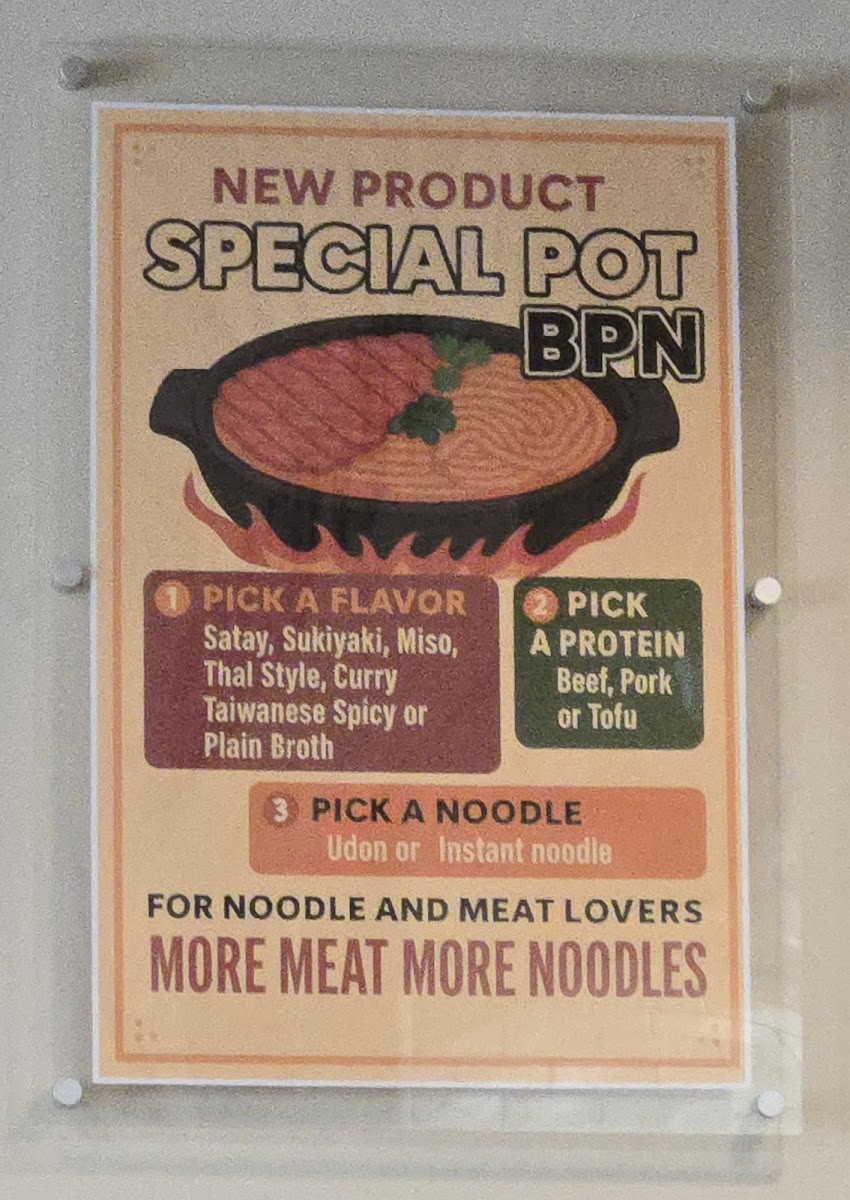 NEW PRODUCT
SPECIAL POT
BPN
1 PICK A FLAVOR
Satay, Sukiyaki, Miso,
Thai Style, Curry
Taiwanese Spicy or
Plain Broth
2 PICK
A PROTEIN
Beef, Pork
or Tofu
3 PICK A NOODLE
Udon or Instant noodle
FOR NOODLE AND MEAT LOVERS
MORE MEAT MORE NOODLES